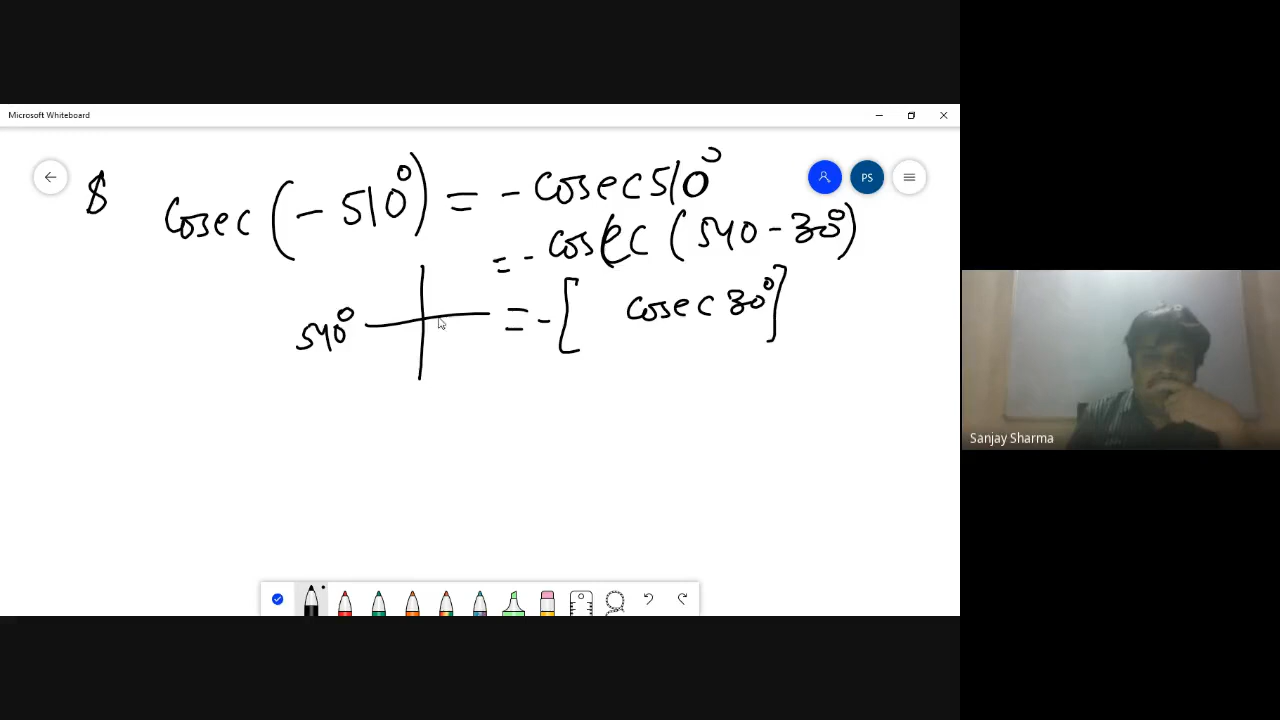 Microsoft Whiteboard
PS
8 cosec (- 510°) = - cosec 510°
= - cosec (540 - 30°)
540° = - [ cosec 30° ]
Sanjay Sharma